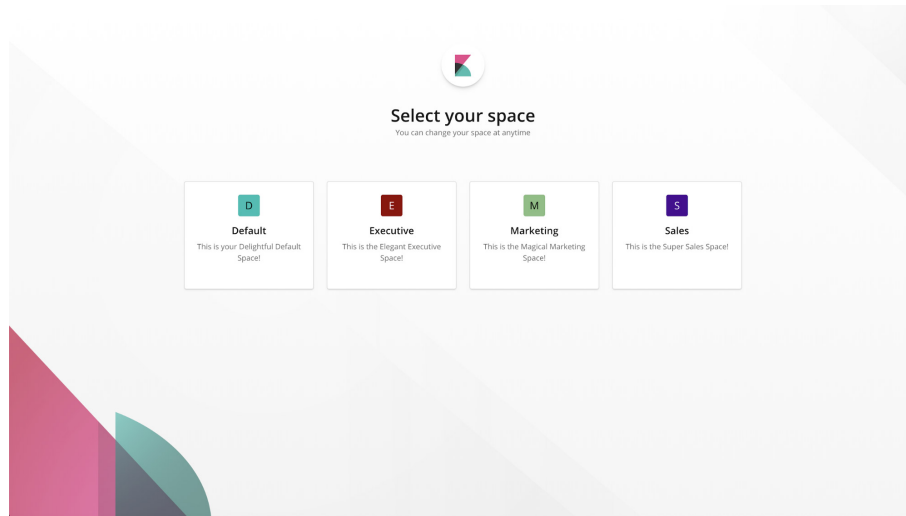 Select your space
You can change your space at anytime
D
Default
This is your Delightful Default
Space!
E
Executive
This is the Elegant Executive
Space!
M
Marketing
This is the Magical Marketing
Space!
S
Sales
This is the Super Sales Space!